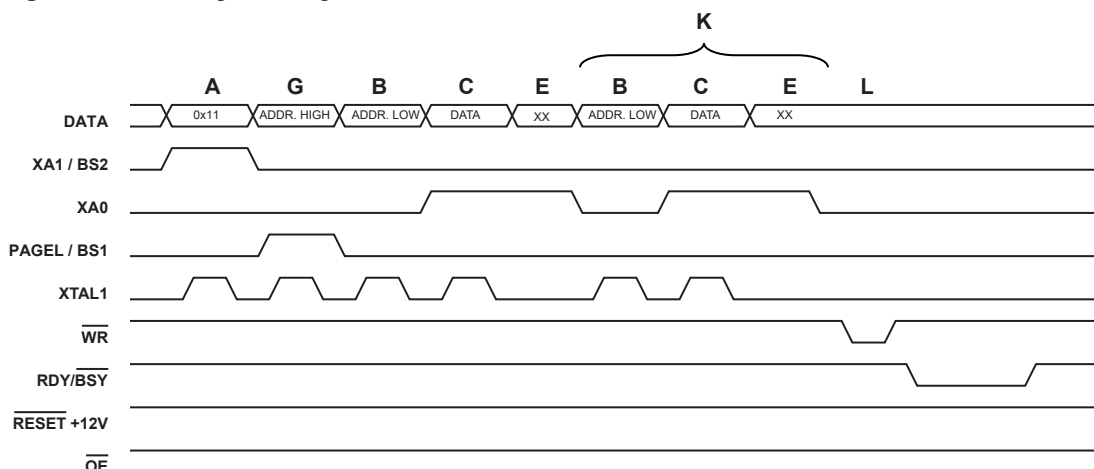 K
A G B C E B C E L
DATA 0x11 ADDR. HIGH ADDR. LOW DATA XX ADDR. LOW DATA XX
XA1 / BS2
XA0
PAGEL / BS1
XTAL1
WR
RDY/BSY
RESET +12V
OE